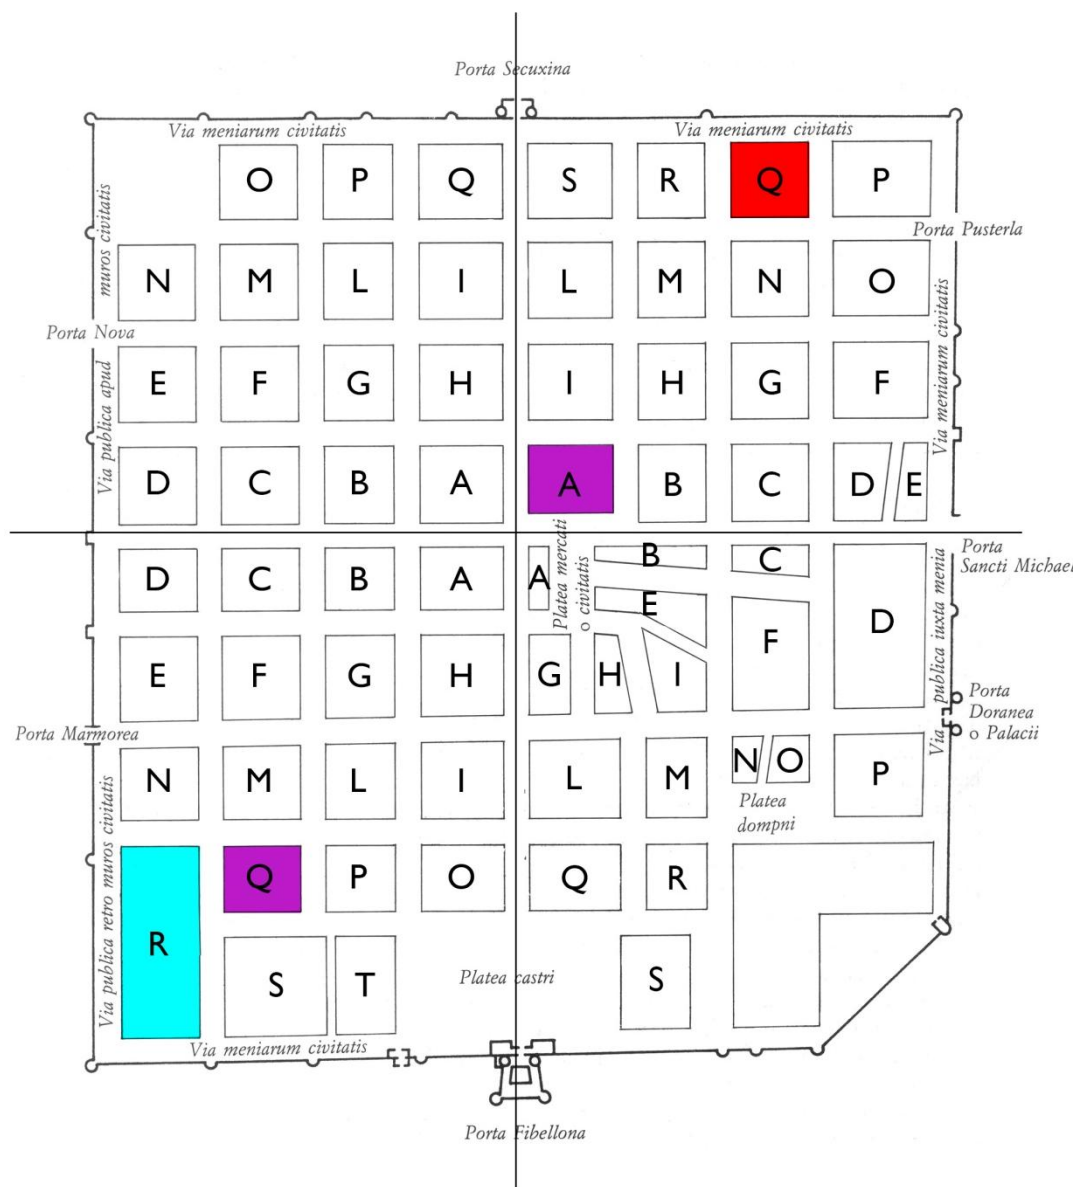 Porta Secuxina
Via meniarum civitatis
Via meniarum civitatis
O P Q S R Q P
muros civitatis
Porta Pusterla
N M L I L M N O
Porta Nova
Via meniarum civitatis
E F G H I H G F
Via publica apud
D C B A A B C D E
Platea mercati
o civitatis
Porta
Sancti Michael
D C B A A B C
E
D
F
Via publica iuxta menia
E F G H G H I
Porta
Doranea
o Palacii
Porta Marmorea
N M L I L M N O P
Platea
dompni
Via publica retro muros civitatis
Q P O Q R
R
S T
Platea castri
S
Via meniarum civitatis
Porta Fibellona